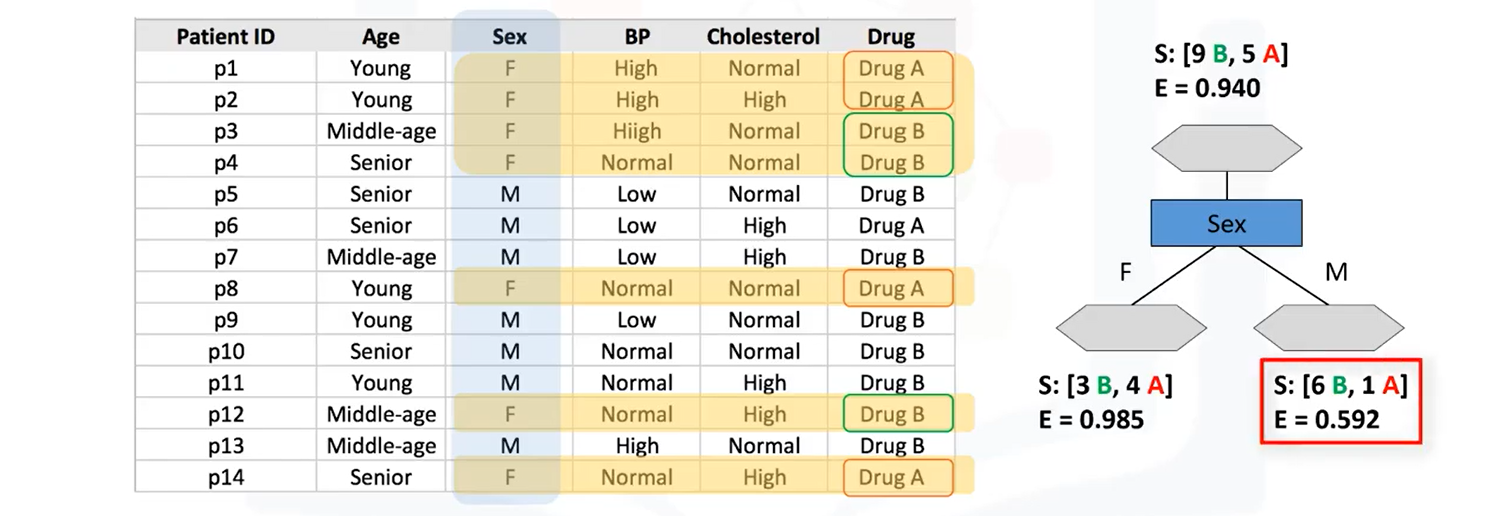 Patient ID Age Sex BP Cholesterol Drug
p1 Young F High Normal Drug A
p2 Young F High High Drug A
p3 Middle-age F Hiigh Normal Drug B
p4 Senior F Normal Normal Drug B
p5 Senior M Low Normal Drug B
p6 Senior M Low High Drug A
p7 Middle-age M Low High Drug B
p8 Young F Normal Normal Drug A
p9 Young M Low Normal Drug B
p10 Senior M Normal Normal Drug B
p11 Young M Normal High Drug B
p12 Middle-age F Normal High Drug B
p13 Middle-age M High Normal Drug B
p14 Senior F Normal High Drug A
S: [9 B, 5 A]
E = 0.940
Sex
F M
S: [3 B, 4 A]
E = 0.985
S: [6 B, 1 A]
E = 0.592